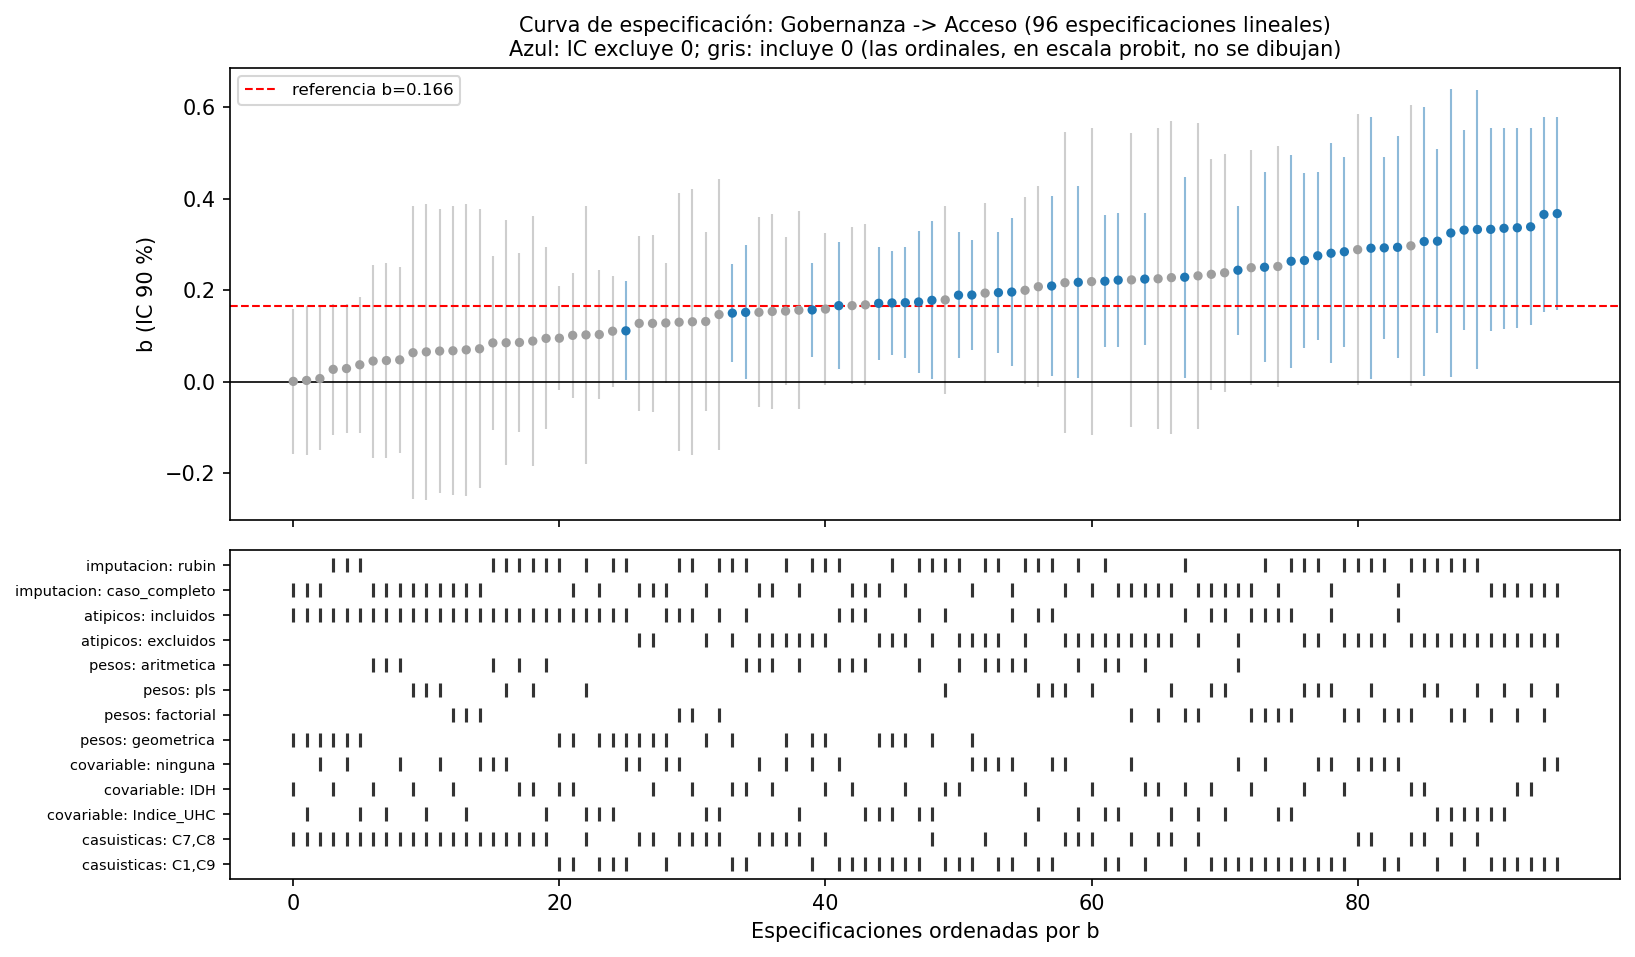 Curva de especificación: Gobernanza -> Acceso (96 especificaciones lineales)
Azul: IC excluye 0; gris: incluye 0 (las ordinales, en escala probit, no se dibujan)
referencia b=0.166
b (IC 90 %)
0.6
0.4
0.2
0.0
−0.2
imputacion: rubin
imputacion: caso_completo
atipicos: incluidos
atipicos: excluidos
pesos: aritmetica
pesos: pls
pesos: factorial
pesos: geometrica
covariable: ninguna
covariable: IDH
covariable: Indice_UHC
casuisticas: C7,C8
casuisticas: C1,C9
0 20 40 60 80
Especificaciones ordenadas por b